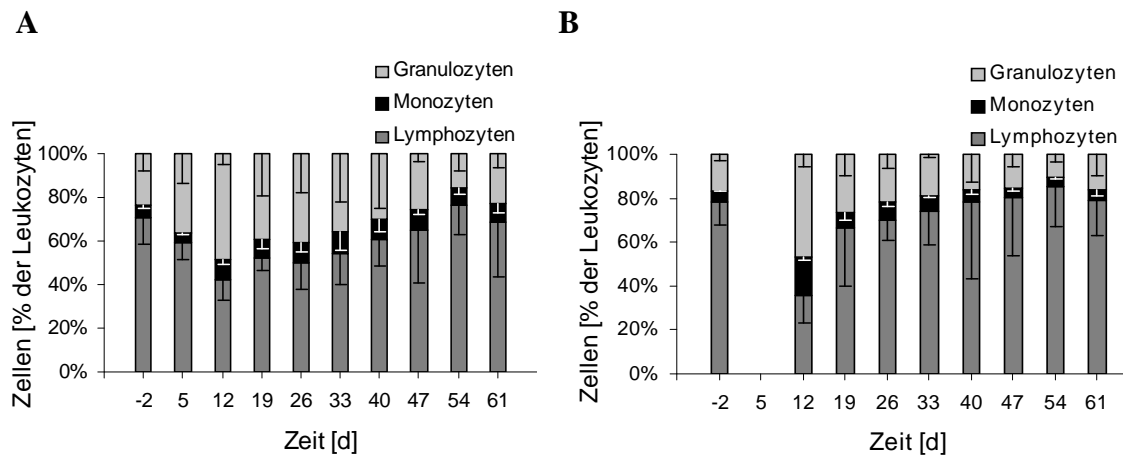 A
Granulozyten
Monozyten
Lymphozyten
Zellen [% der Leukozyten]
100%
80%
60%
40%
20%
0%
-2 5 12 19 26 33 40 47 54 61
Zeit [d]
B
Granulozyten
Monozyten
Lymphozyten
Zellen [% der Leukozyten]
100%
80%
60%
40%
20%
0%
-2 5 12 19 26 33 40 47 54 61
Zeit [d]